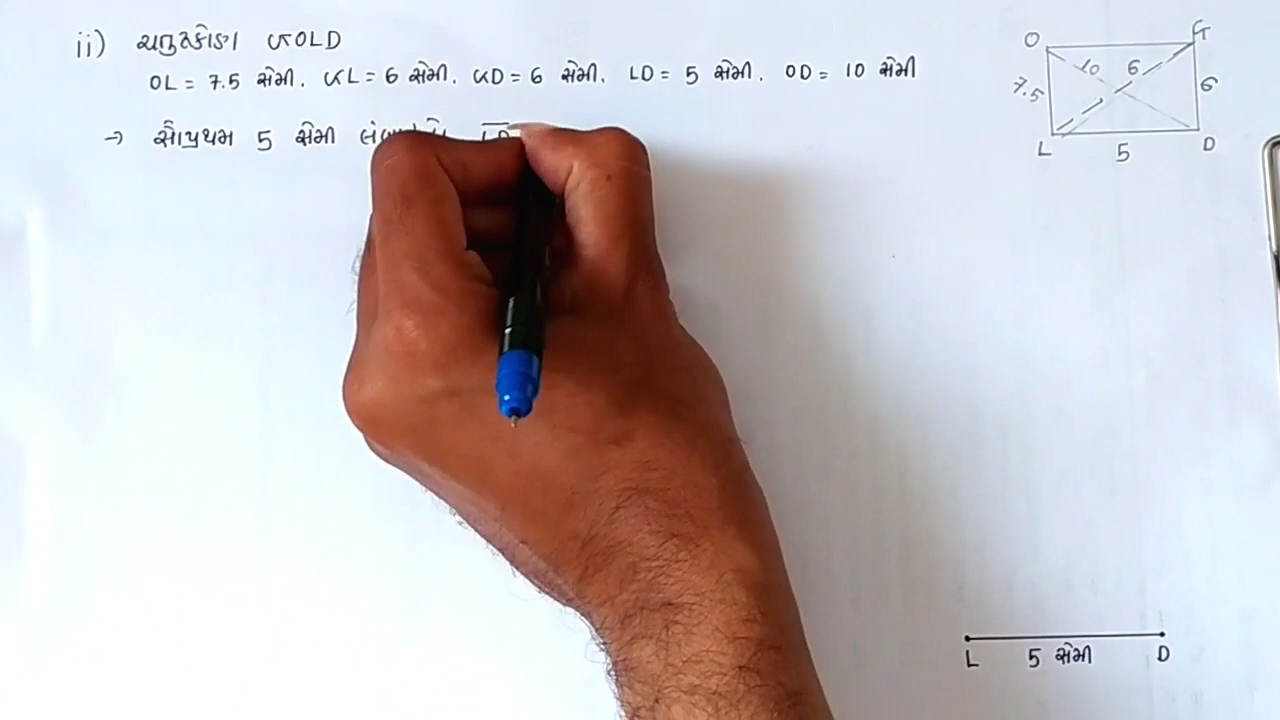 ii) ચતુષ્કોણ GOLD
OL = 7.5 સેમી. GL = 6 સેમી. GD = 6 સેમી. LD = 5 સેમી. OD = 10 સેમી
→ સૌપ્રથમ 5 સેમી
O G
10 6
7.5 6
L 5 D
L 5 સેમી D